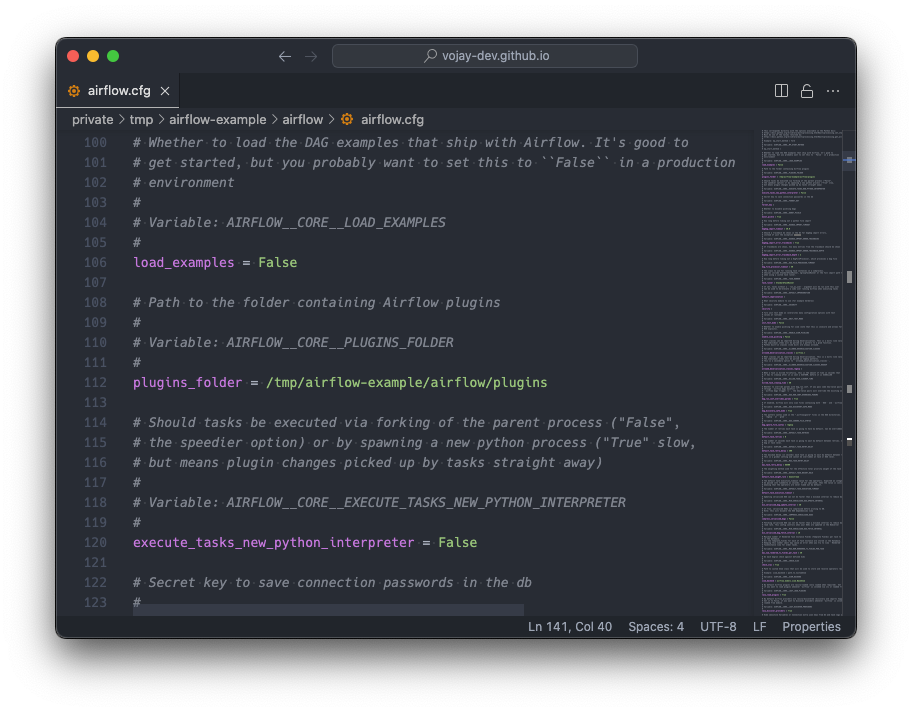 vojay-dev.github.io
airflow.cfg
private > tmp > airflow-example > airflow > airflow.cfg
100 # Whether to load the DAG examples that ship with Airflow. It's good to
101 # get started, but you probably want to set this to ``False`` in a production
102 # environment
103 #
104 # Variable: AIRFLOW__CORE__LOAD_EXAMPLES
105 #
106 load_examples = False
107
108 # Path to the folder containing Airflow plugins
109 #
110 # Variable: AIRFLOW__CORE__PLUGINS_FOLDER
111 #
112 plugins_folder = /tmp/airflow-example/airflow/plugins
113
114 # Should tasks be executed via forking of the parent process ("False",
115 # the speedier option) or by spawning a new python process ("True" slow,
116 # but means plugin changes picked up by tasks straight away)
117 #
118 # Variable: AIRFLOW__CORE__EXECUTE_TASKS_NEW_PYTHON_INTERPRETER
119 #
120 execute_tasks_new_python_interpreter = False
121
122 # Secret key to save connection passwords in the db
123 #
Ln 141, Col 40 Spaces: 4 UTF-8 LF Properties